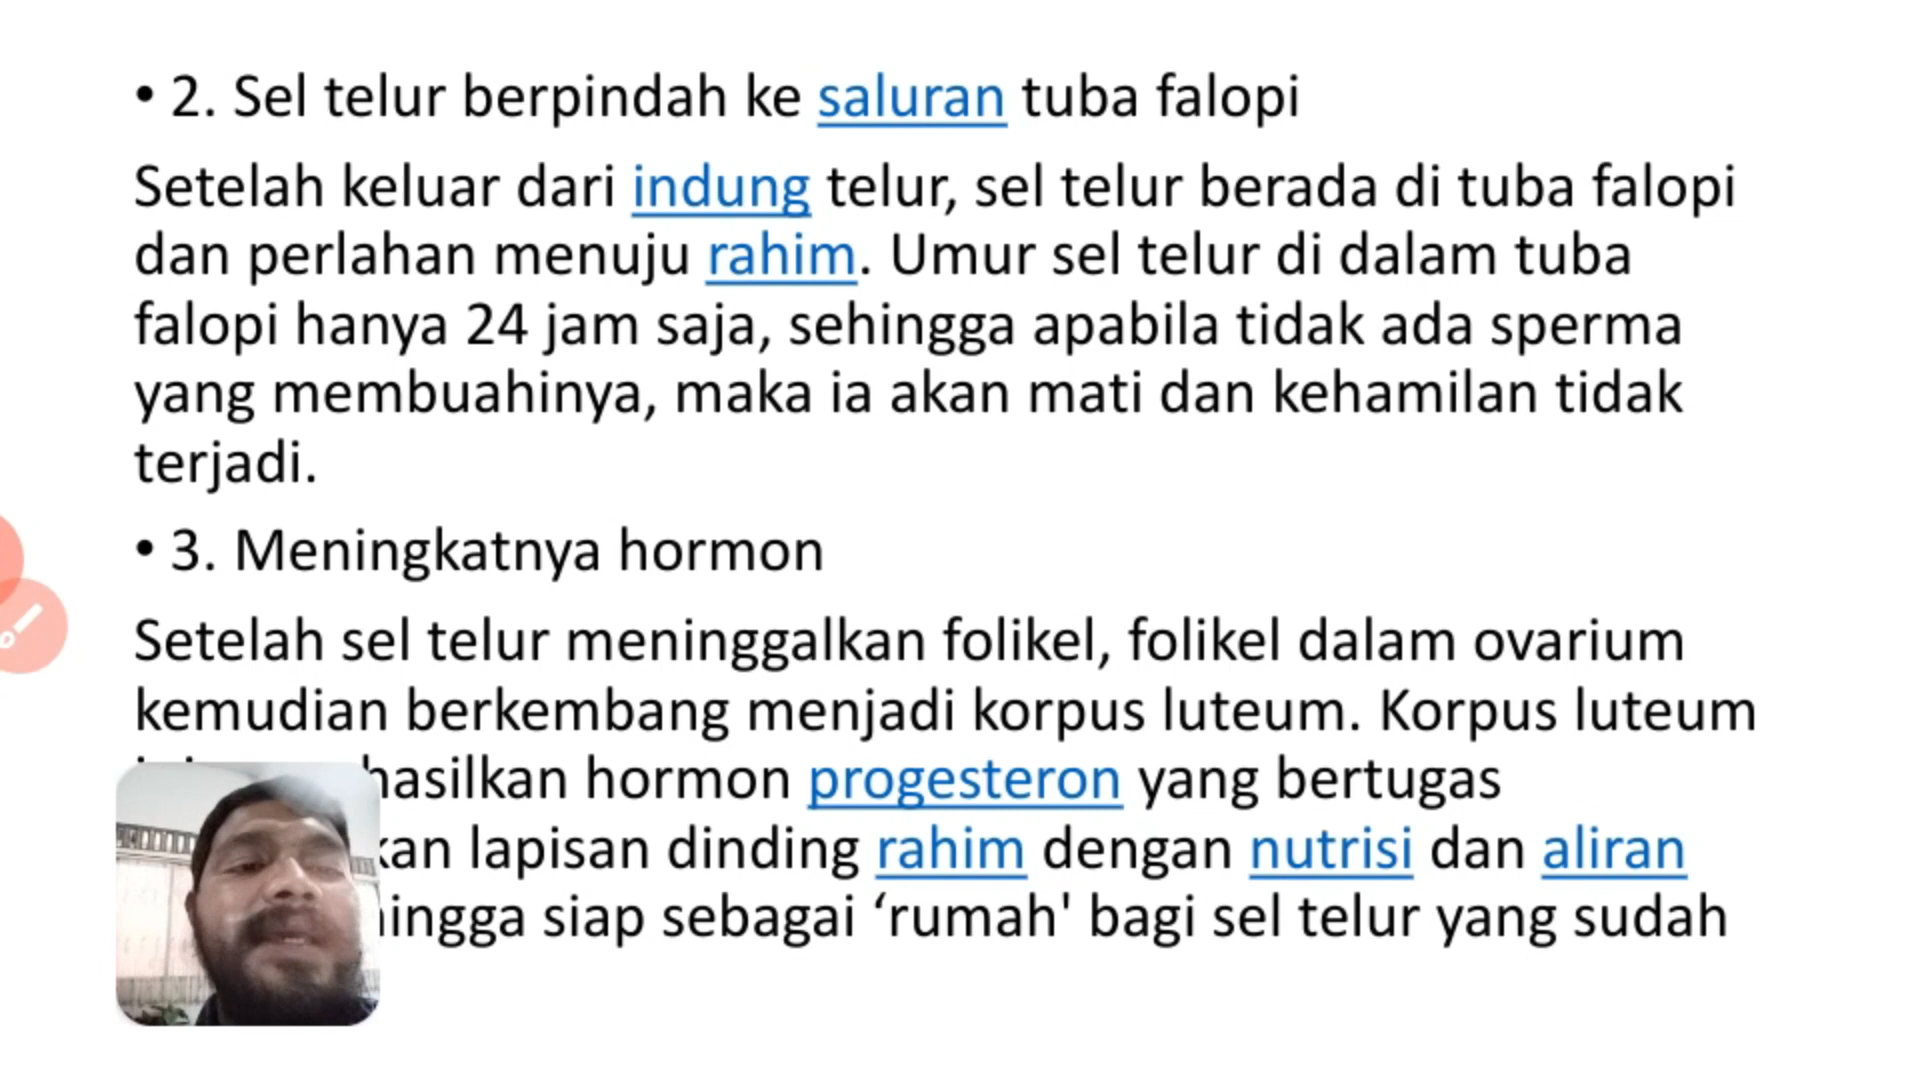 • 2. Sel telur berpindah ke saluran tuba falopi
Setelah keluar dari indung telur, sel telur berada di tuba falopi
dan perlahan menuju rahim. Umur sel telur di dalam tuba
falopi hanya 24 jam saja, sehingga apabila tidak ada sperma
yang membuahinya, maka ia akan mati dan kehamilan tidak
terjadi.
• 3. Meningkatnya hormon
Setelah sel telur meninggalkan folikel, folikel dalam ovarium
kemudian berkembang menjadi korpus luteum. Korpus luteum
hormon progesteron yang bertugas
lapisan dinding rahim dengan nutrisi dan aliran
siap sebagai ‘rumah' bagi sel telur yang sudah